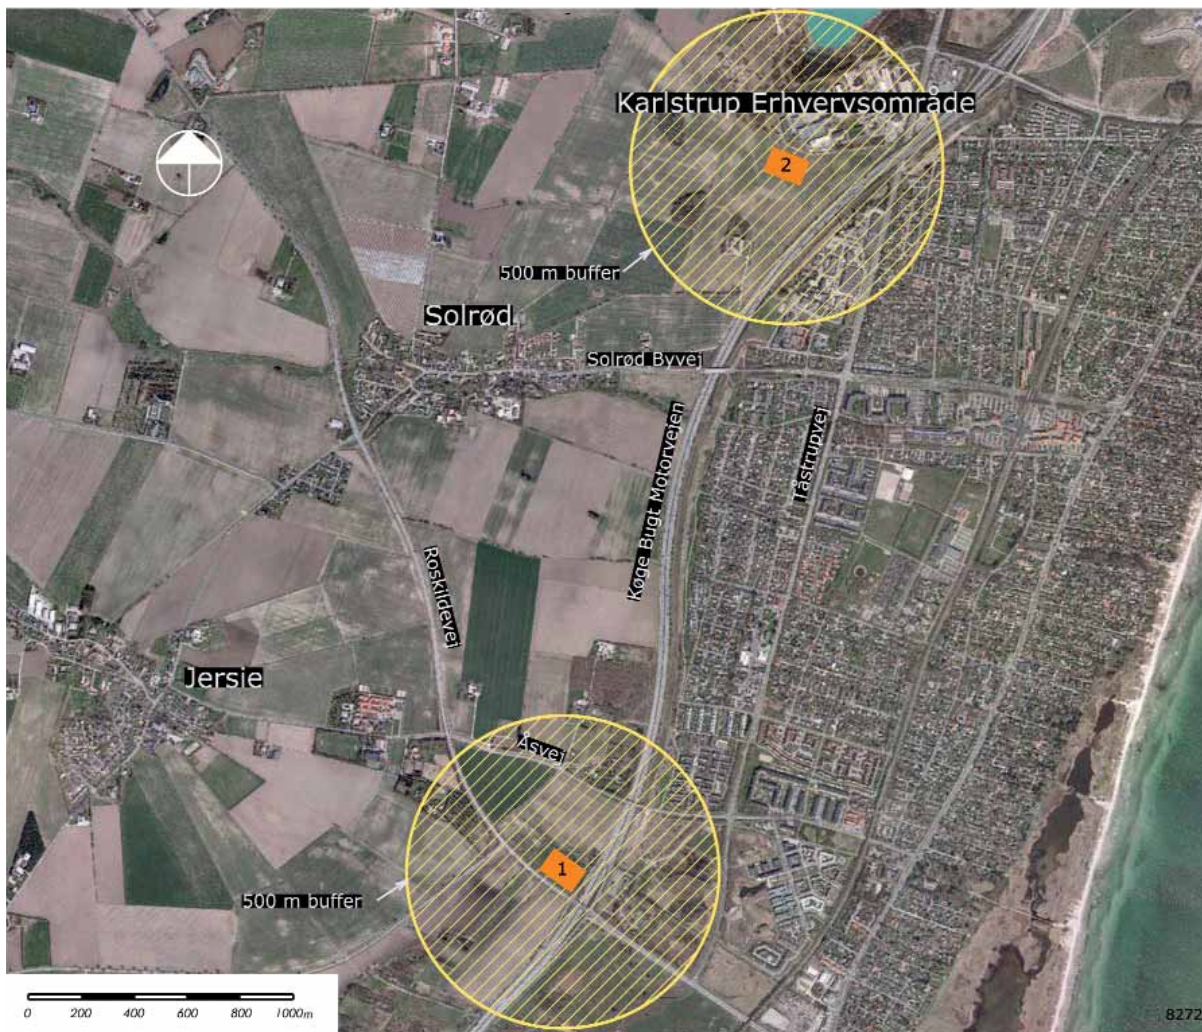 Karlstrup Erhvervsområde
2
500 m buffer
Solrød
Solrød Byvej
Køge Bugt Motorvejen
Tåstrupvej
Roskildevej
Jersie
Åsvej
1
500 m buffer
0 200 400 600 800 1000m
8272